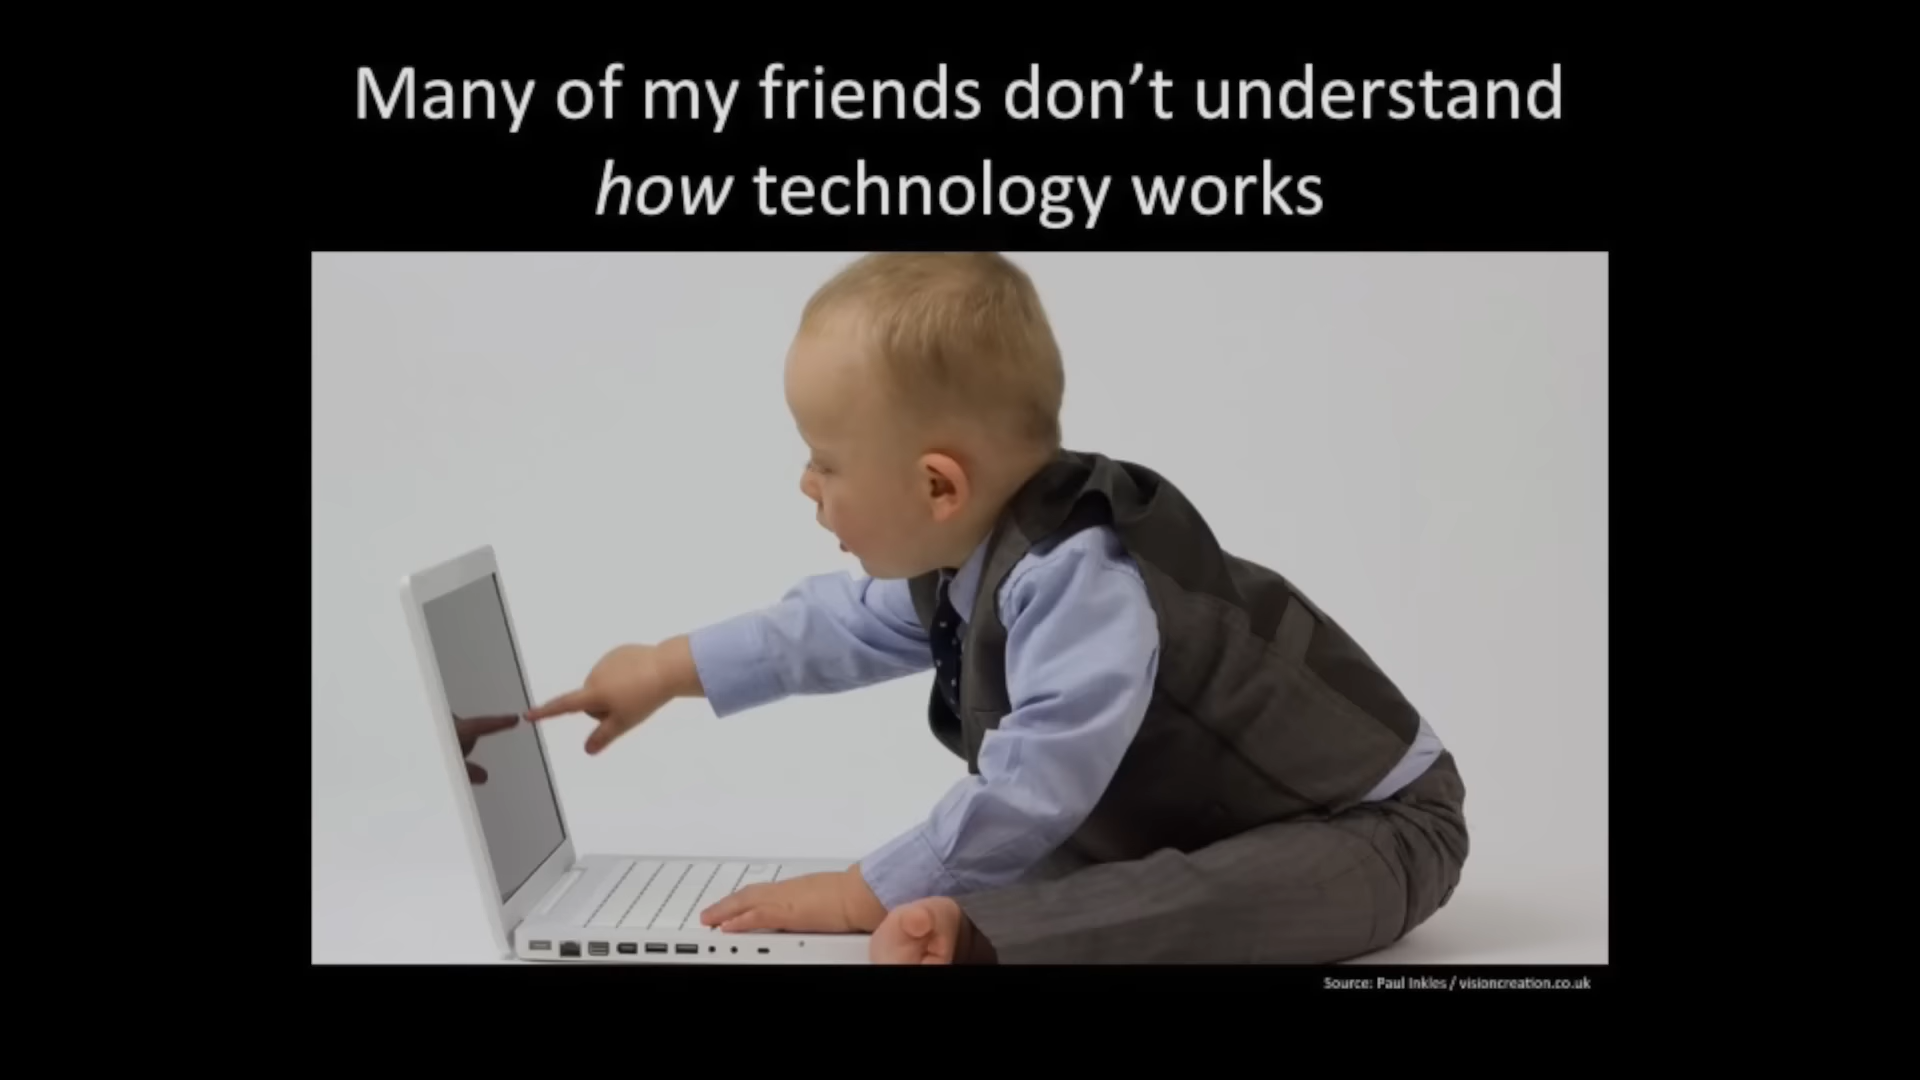 Many of my friends don’t understand
how technology works
Source: Paul Inkles / visioncreation.co.uk